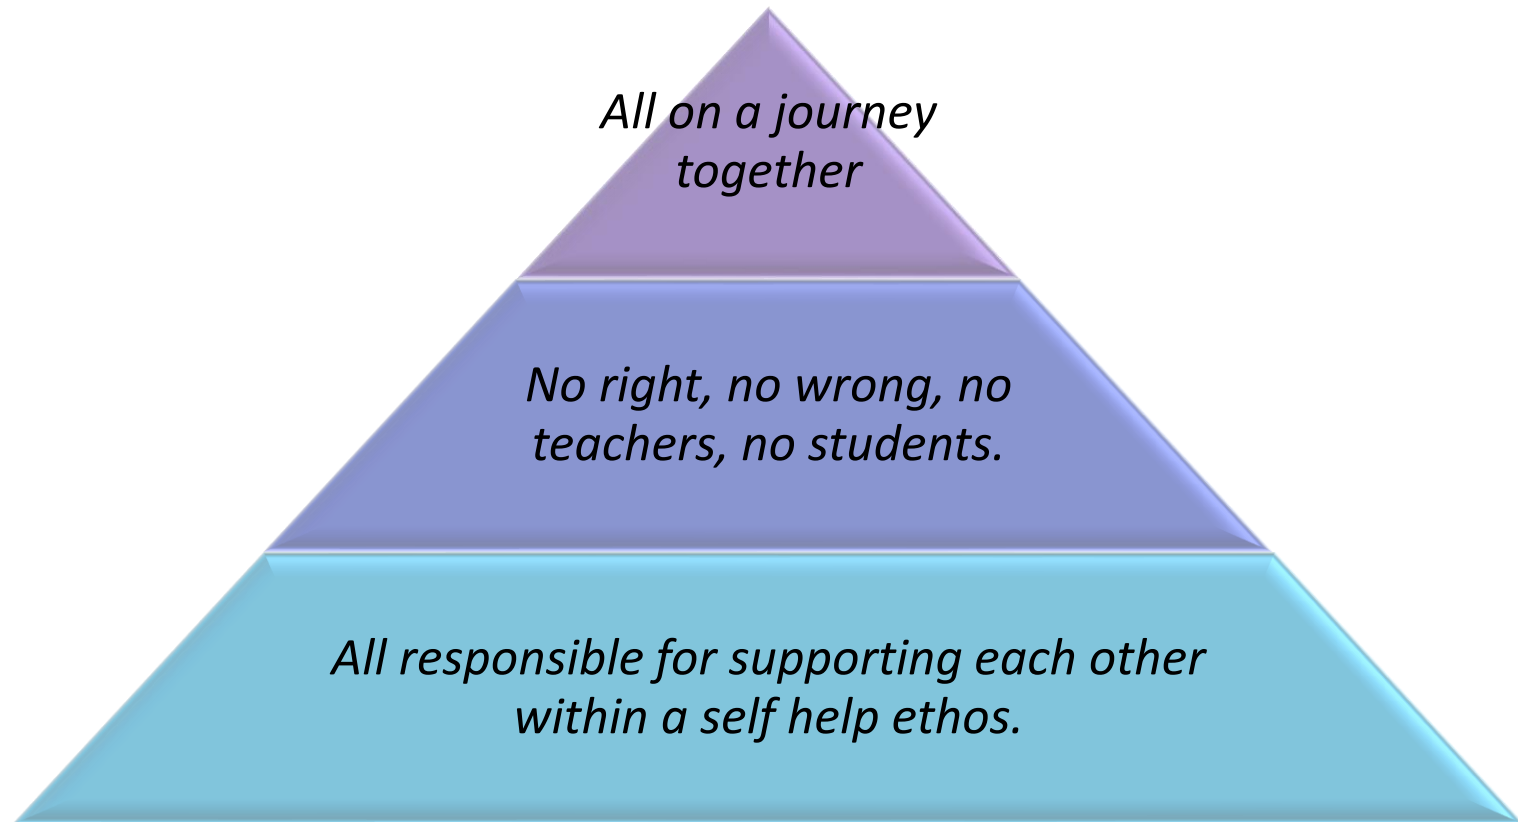 All on a journey
together
No right, no wrong, no
teachers, no students.
All responsible for supporting each other
within a self help ethos.